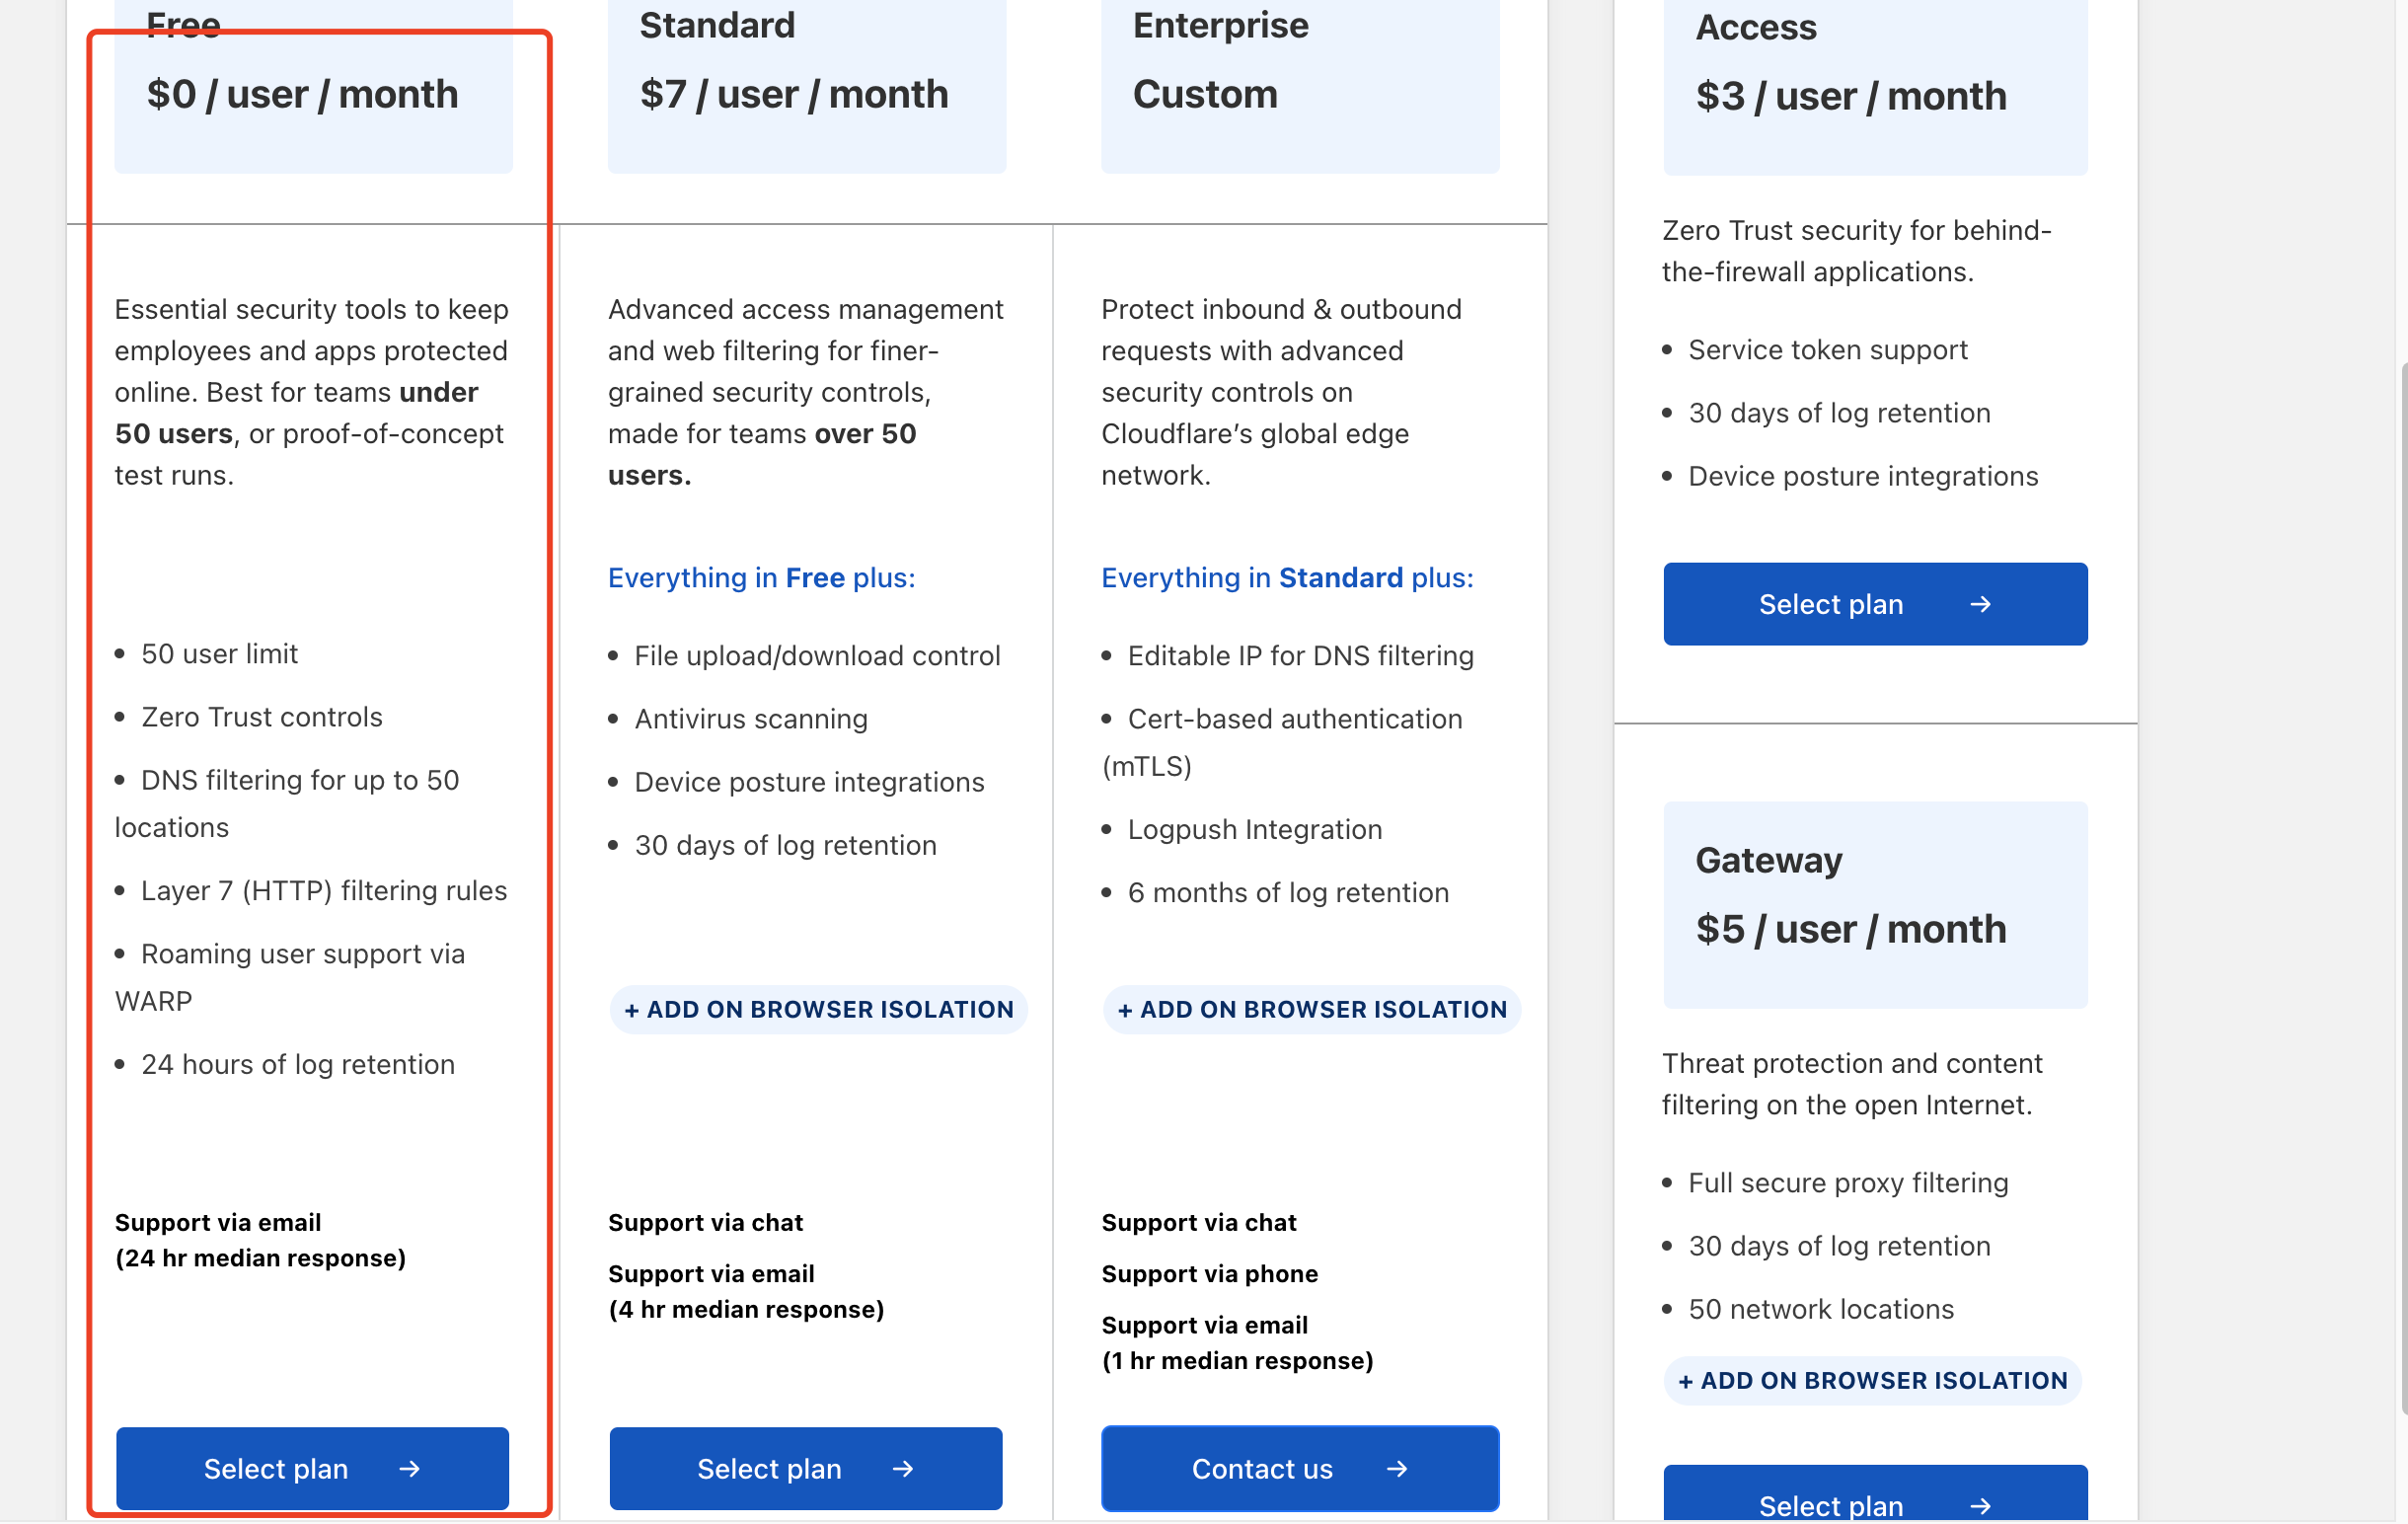 Free
$0 / user / month
Essential security tools to keep
employees and apps protected
online. Best for teams under
50 users, or proof-of-concept
test runs.
• 50 user limit
• Zero Trust controls
• DNS filtering for up to 50
locations
• Layer 7 (HTTP) filtering rules
• Roaming user support via
WARP
• 24 hours of log retention
Support via email
(24 hr median response)
Select plan →
Standard
$7 / user / month
Advanced access management
and web filtering for finer-
grained security controls,
made for teams over 50
users.
Everything in Free plus:
• File upload/download control
• Antivirus scanning
• Device posture integrations
• 30 days of log retention
+ ADD ON BROWSER ISOLATION
Support via chat
Support via email
(4 hr median response)
Select plan →
Enterprise
Custom
Protect inbound & outbound
requests with advanced
security controls on
Cloudflare’s global edge
network.
Everything in Standard plus:
• Editable IP for DNS filtering
• Cert-based authentication
(mTLS)
• Logpush Integration
• 6 months of log retention
+ ADD ON BROWSER ISOLATION
Support via chat
Support via phone
Support via email
(1 hr median response)
Contact us →
Access
$3 / user / month
Zero Trust security for behind-
the-firewall applications.
• Service token support
• 30 days of log retention
• Device posture integrations
Select plan →
Gateway
$5 / user / month
Threat protection and content
filtering on the open Internet.
• Full secure proxy filtering
• 30 days of log retention
• 50 network locations
+ ADD ON BROWSER ISOLATION
Select plan →